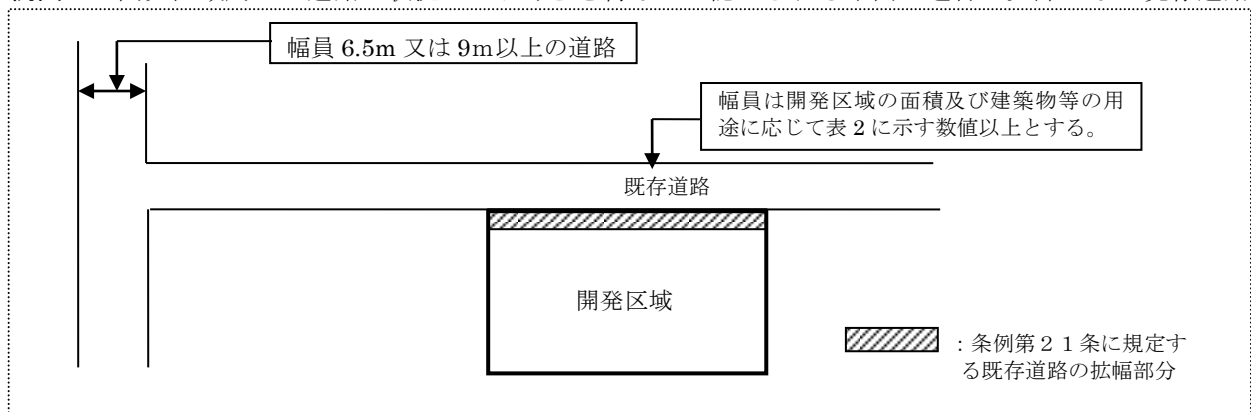 幅員 6.5m 又は 9m以上の道路
幅員は開発区域の面積及び建築物等の用
途に応じて表 2 に示す数値以上とする。
既存道路
開発区域
：条例第２１条に規定す
る既存道路の拡幅部分